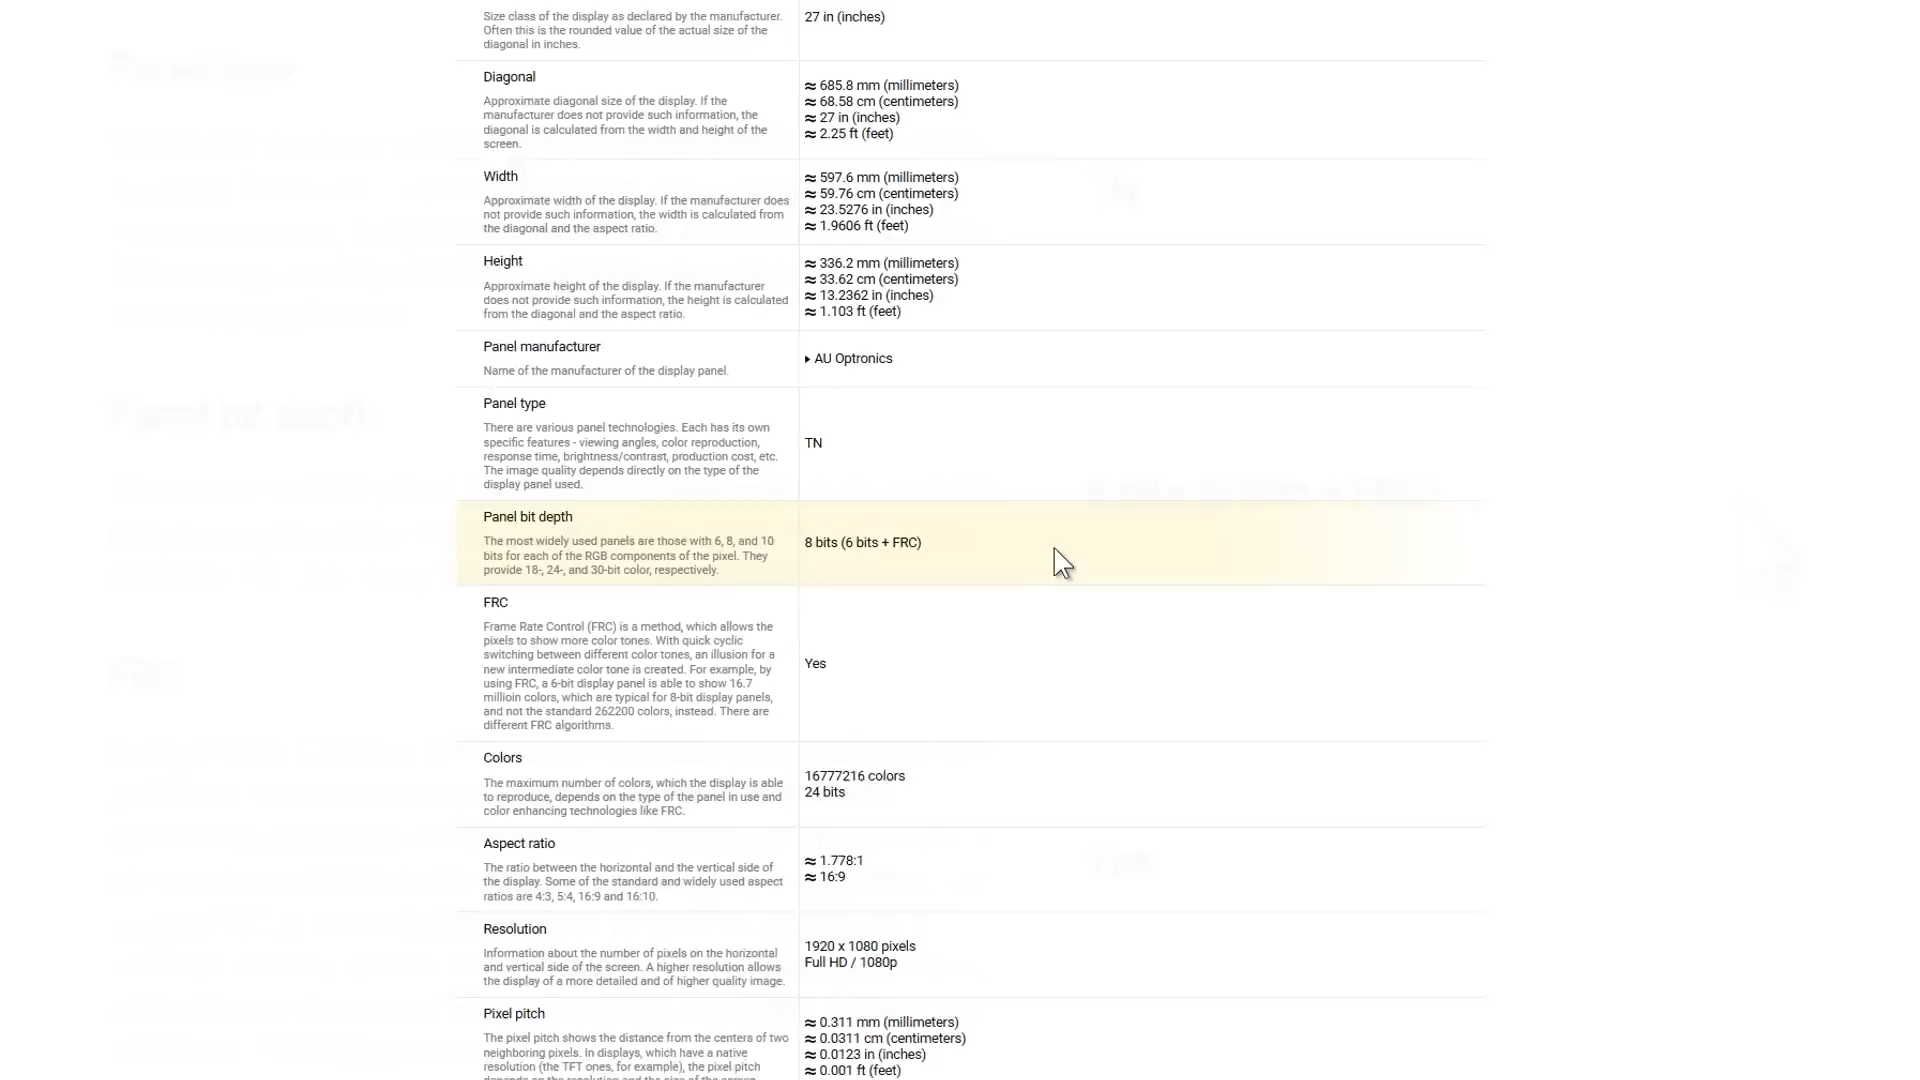 Size class of the display as declared by the manufacturer.
Often this is the rounded value of the actual size of the
diagonal in inches.
27 in (inches)
Diagonal
Approximate diagonal size of the display. If the
manufacturer does not provide such information, the
diagonal is calculated from the width and height of the
screen.
≈ 685.8 mm (millimeters)
≈ 68.58 cm (centimeters)
≈ 27 in (inches)
≈ 2.25 ft (feet)
Width
Approximate width of the display. If the manufacturer does
not provide such information, the width is calculated from
the diagonal and the aspect ratio.
≈ 597.6 mm (millimeters)
≈ 59.76 cm (centimeters)
≈ 23.5276 in (inches)
≈ 1.9606 ft (feet)
Height
Approximate height of the display. If the manufacturer
does not provide such information, the height is calculated
from the diagonal and the aspect ratio.
≈ 336.2 mm (millimeters)
≈ 33.62 cm (centimeters)
≈ 13.2362 in (inches)
≈ 1.103 ft (feet)
Panel manufacturer
Name of the manufacturer of the display panel.
AU Optronics
Panel type
There are various panel technologies. Each has its own
specific features - viewing angles, color reproduction,
response time, brightness/contrast, production cost, etc.
The image quality depends directly on the type of the
display panel used.
TN
Panel bit depth
The most widely used panels are those with 6, 8, and 10
bits for each of the RGB components of the pixel. They
provide 18-, 24-, and 30-bit color, respectively.
8 bits (6 bits + FRC)
FRC
Frame Rate Control (FRC) is a method, which allows the
pixels to show more color tones. With quick cyclic
switching between different color tones, an illusion for a
new intermediate color tone is created. For example, by
using FRC, a 6-bit display panel is able to show 16.7
millioin colors, which are typical for 8-bit display panels,
and not the standard 262200 colors, instead. There are
different FRC algorithms.
Yes
Colors
The maximum number of colors, which the display is able
to reproduce, depends on the type of the panel in use and
color enhancing technologies like FRC.
16777216 colors
24 bits
Aspect ratio
The ratio between the horizontal and the vertical side of
the display. Some of the standard and widely used aspect
ratios are 4:3, 5:4, 16:9 and 16:10.
≈ 1.778:1
≈ 16:9
Resolution
Information about the number of pixels on the horizontal
and vertical side of the screen. A higher resolution allows
the display of a more detailed and of higher quality image.
1920 x 1080 pixels
Full HD / 1080p
Pixel pitch
The pixel pitch shows the distance from the centers of two
neighboring pixels. In displays, which have a native
resolution (the TFT ones, for example), the pixel pitch
depends on the resolution and the size of the screen.
≈ 0.311 mm (millimeters)
≈ 0.0311 cm (centimeters)
≈ 0.0123 in (inches)
≈ 0.001 ft (feet)